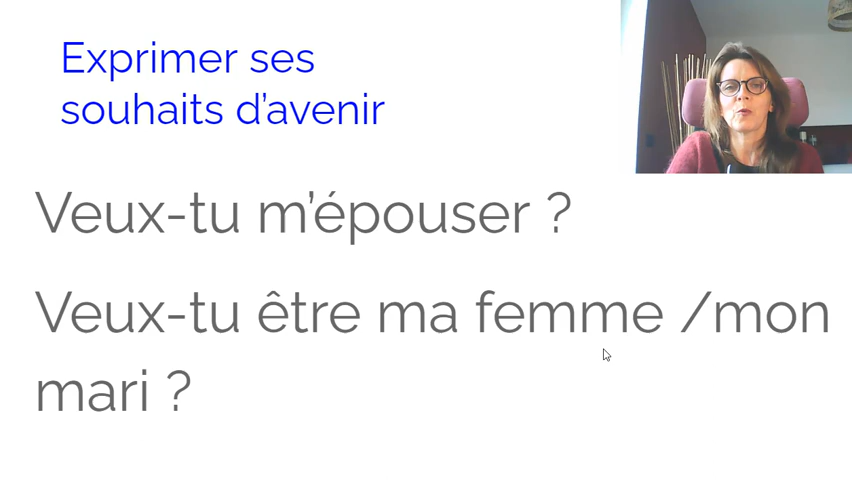 Exprimer ses
souhaits d’avenir
Veux-tu m’épouser ?
Veux-tu être ma femme /mon
mari ?